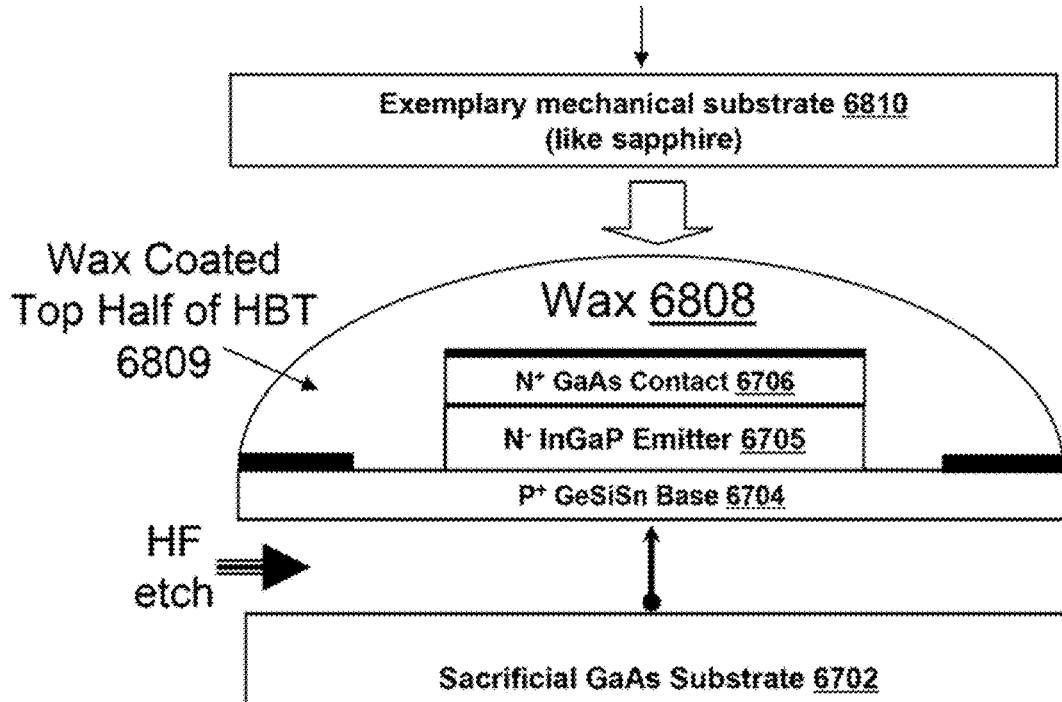 Exemplary mechanical substrate 6810
(like sapphire)
Wax Coated
Top Half of HBT
6809
Wax 6808
N+ GaAs Contact 6706
N- InGaP Emitter 6705
P+ GeSiSn Base 6704
HF
etch
Sacrificial GaAs Substrate 6702